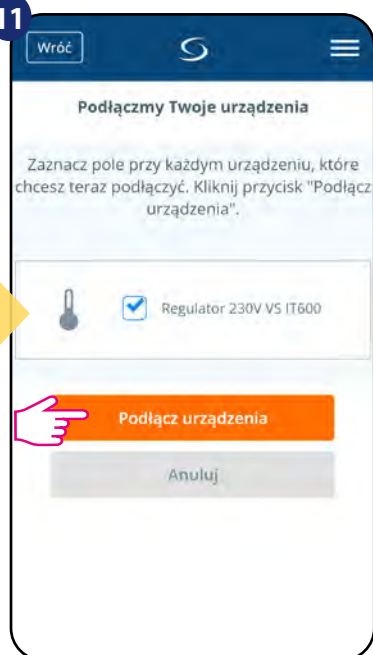 11
Wróć
Podłączmy Twoje urządzenia
Zaznacz pole przy każdym urządzeniu, które
chcesz teraz podłączyć. Kliknij przycisk "Podłącz
urządzenia".
Regulator 230V VS IT600
Podłącz urządzenia
Anuluj